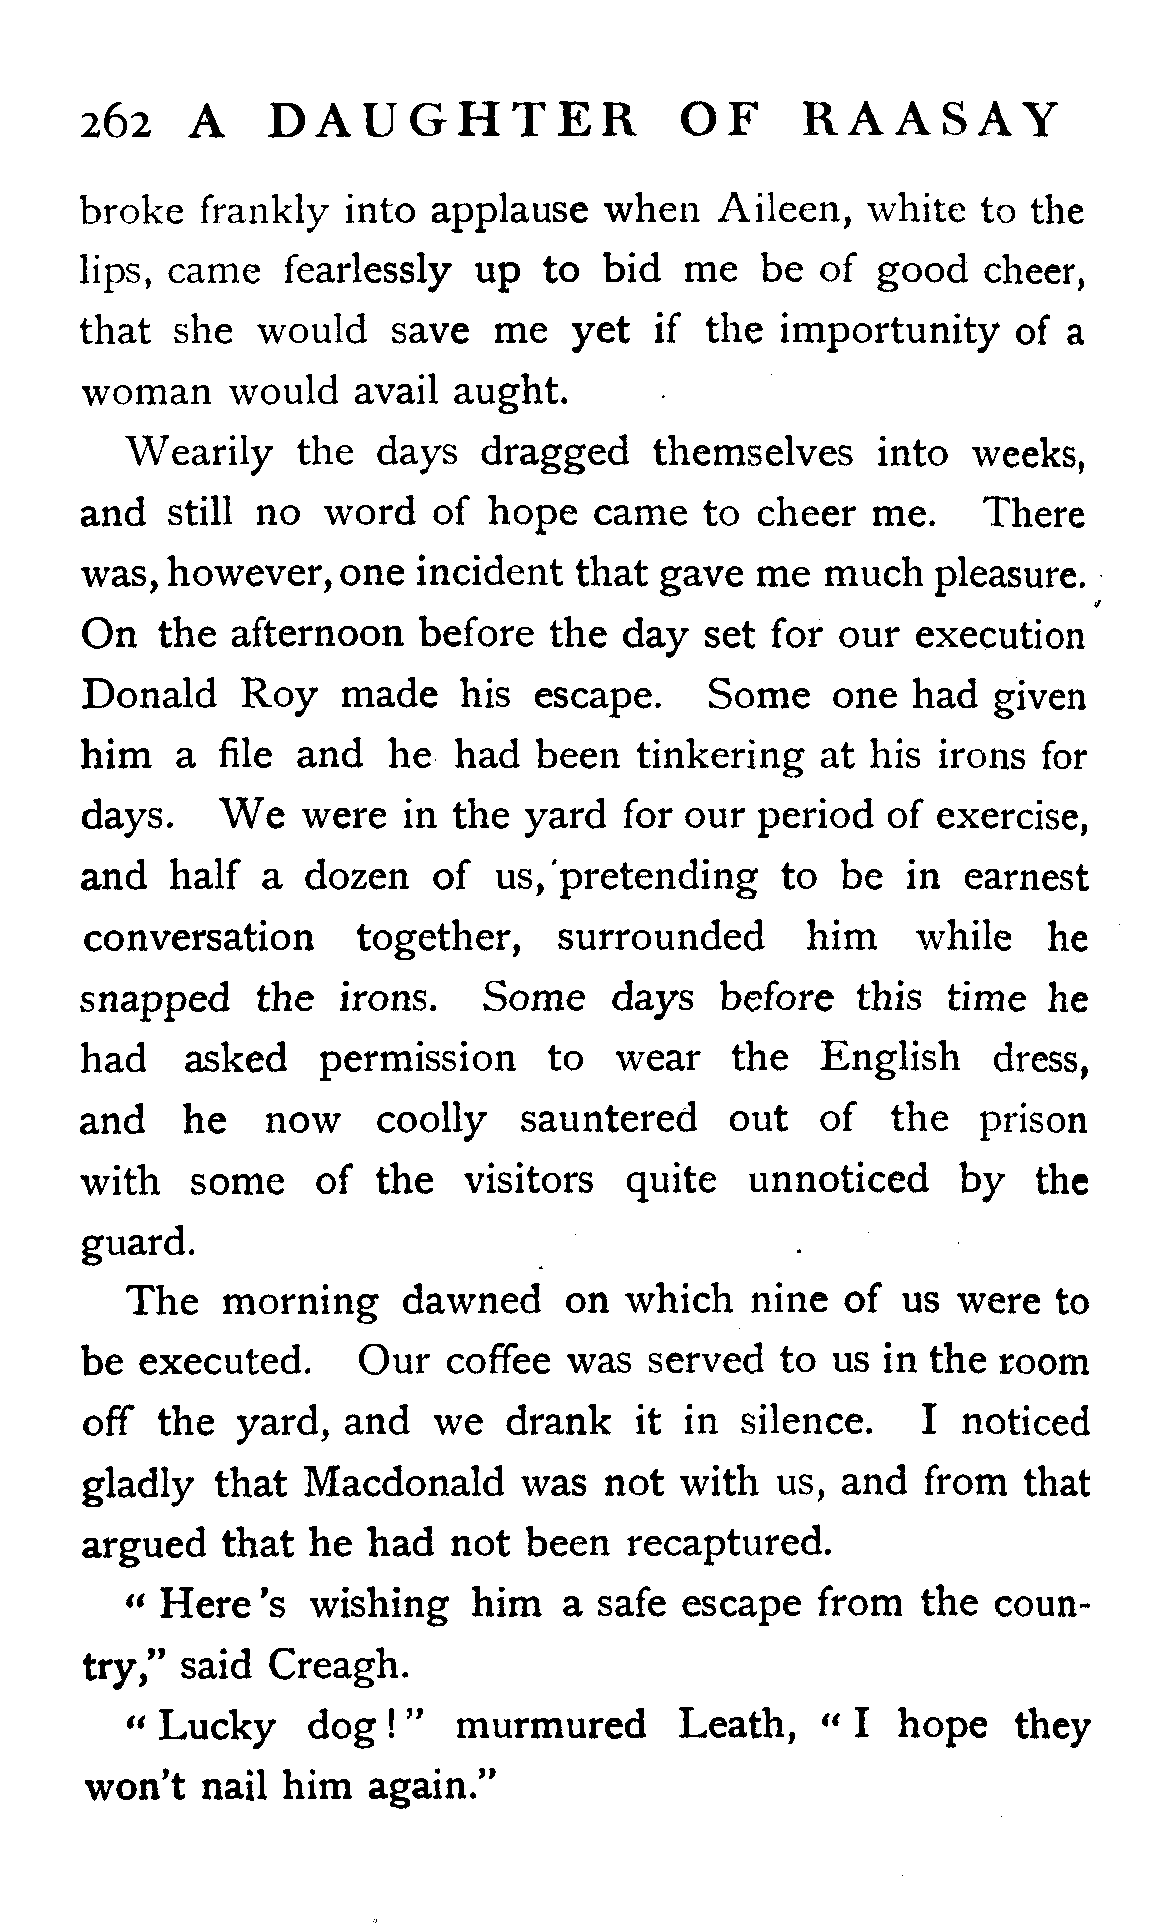 262 A DAUGHTER OF RAASAY
broke frankly into applause when Aileen, white to the
lips, came fearlessly up to bid me be of good cheer,
that she would save me yet if the importunity of a
woman would avail aught.
Wearily the days dragged themselves into weeks,
and still no word of hope came to cheer me. There
was, however, one incident that gave me much pleasure.
On the afternoon before the day set for our execution
Donald Roy made his escape. Some one had given
him a file and he had been tinkering at his irons for
days. We were in the yard for our period of exercise,
and half a dozen of us, pretending to be in earnest
conversation together, surrounded him while he
snapped the irons. Some days before this time he
had asked permission to wear the English dress,
and he now coolly sauntered out of the prison
with some of the visitors quite unnoticed by the
guard.
The morning dawned on which nine of us were to
be executed. Our coffee was served to us in the room
off the yard, and we drank it in silence. I noticed
gladly that Macdonald was not with us, and from that
argued that he had not been recaptured.
“ Here 's wishing him a safe escape from the coun-
try,” said Creagh.
“ Lucky dog ! ” murmured Leath, “ I hope they
won't nail him again.”